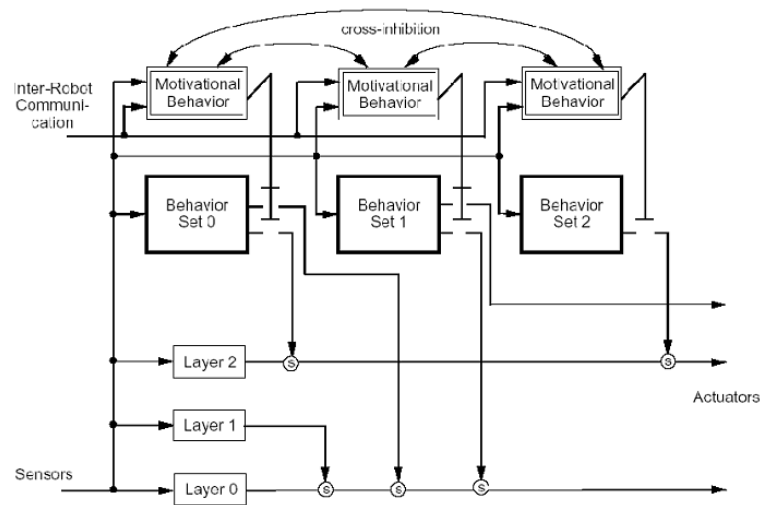 cross-inhibition
Inter-Robot
Communi-
cation
Motivational
Behavior
Motivational
Behavior
Motivational
Behavior
Behavior
Set 0
Behavior
Set 1
Behavior
Set 2
Layer 2
S
S
Actuators
Layer 1
Sensors
Layer 0
S
S
S